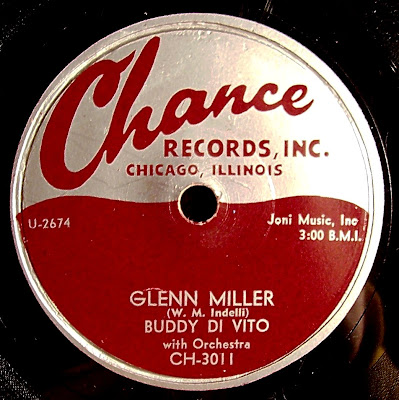 Chance
RECORDS, INC.
CHICAGO, ILLINOIS
U-2674
Joni Music, Inc
3:00 B.M.I.
GLENN MILLER
(W. M. Indelli)
BUDDY DI VITO
with Orchestra
CH-3011